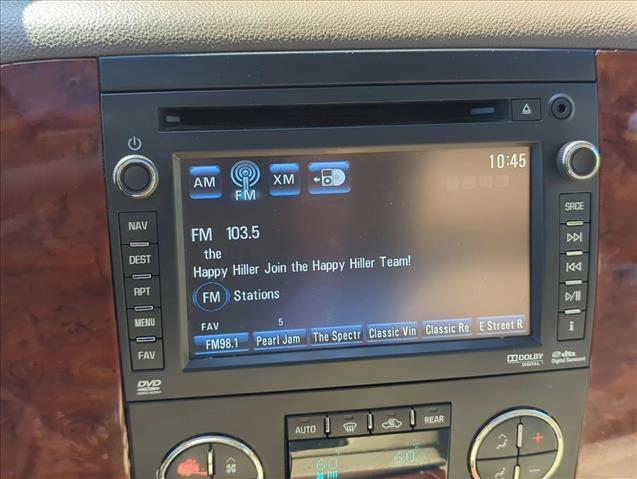 AM
FM
XM
10:45
FM 103.5
the
Happy Hiller Join the Happy Hiller Team!
FM Stations
FAV 5
FM98.1 Pearl Jam The Spectr Classic Vin Classic Re E Street R
NAV
DEST
RPT
MENU
FAV
SRCE
i
DVD
DOLBY
DIGITAL
dts
Digital Surround
AUTO
REAR
60
60